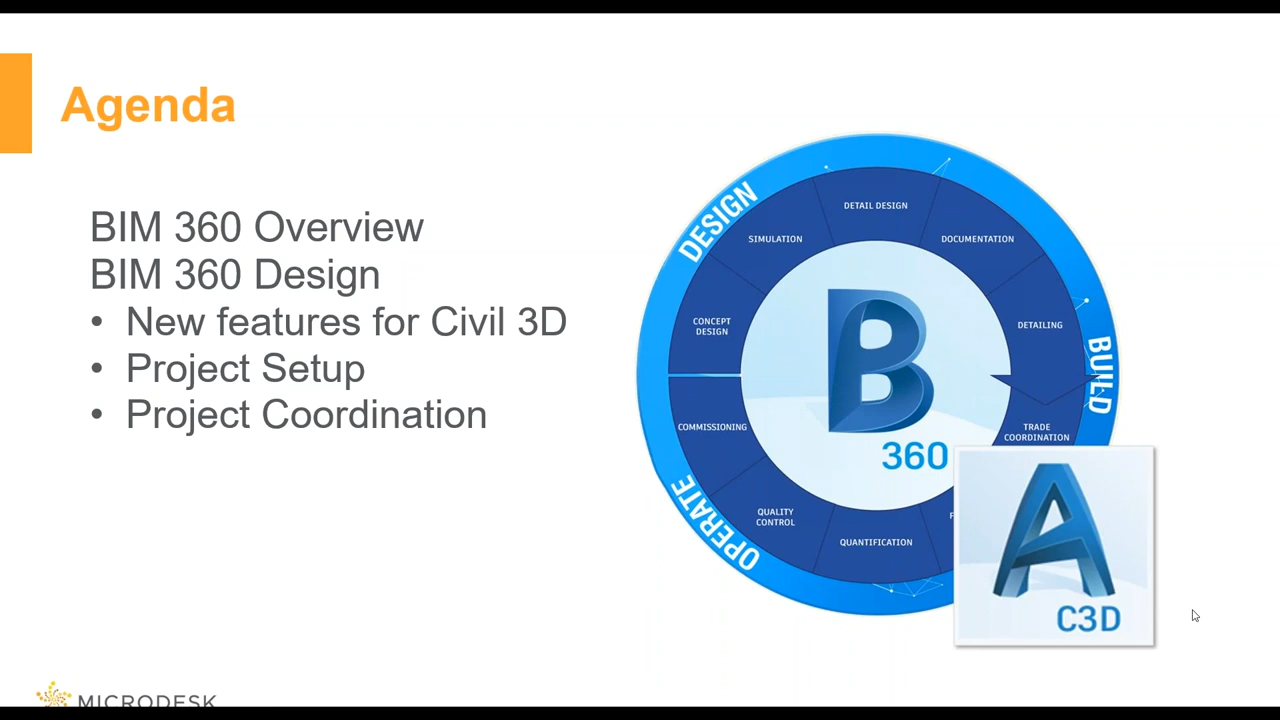 Agenda
BIM 360 Overview
BIM 360 Design
• New features for Civil 3D
• Project Setup
• Project Coordination
DESIGN
BUILD
OPERATE
DETAIL DESIGN
DOCUMENTATION
DETAILING
TRADE
COORDINATION
QUANTIFICATION
QUALITY
CONTROL
COMMISSIONING
CONCEPT
DESIGN
SIMULATION
B
360
A
C3D
MICRODESK